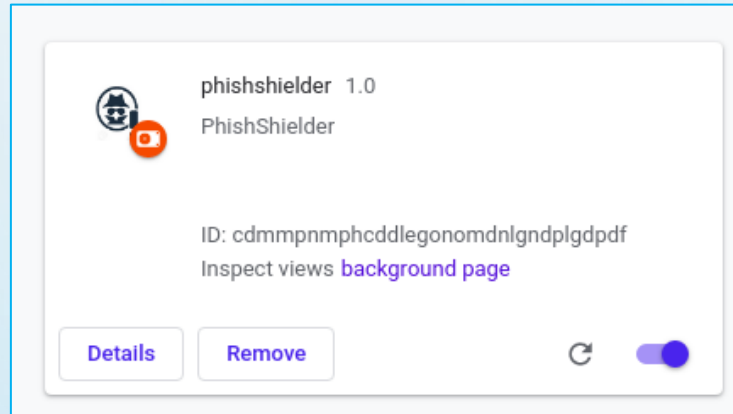 phishshielder 1.0
PhishShielder
ID: cdmmpnmphcddlegonomdnlgndplgdpdf
Inspect views background page
Details Remove